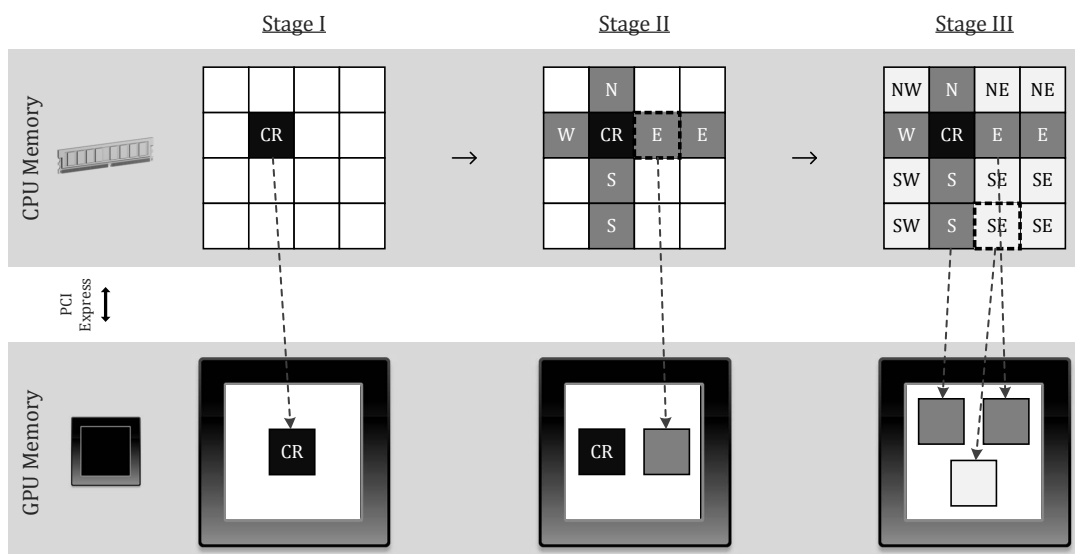 Stage I
Stage II
Stage III
CPU Memory
CR
N
W CR E E
S
S
NW N NE NE
W CR E E
SW S SE SE
SW S SE SE
PCI
Express
GPU Memory
CR
CR